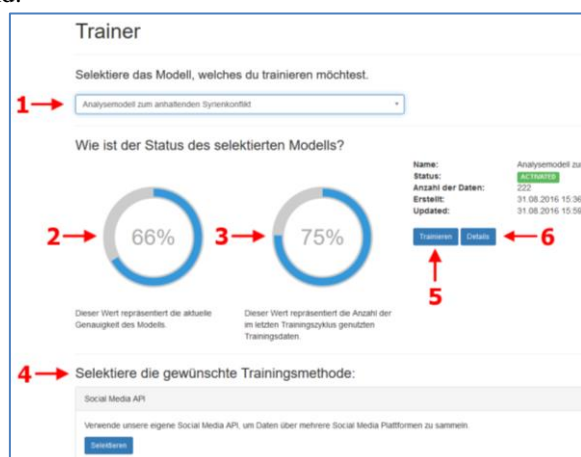 Trainer
Selektiere das Modell, welches du trainieren möchtest.
1
Analysemodell zum anhaltenden Syrienkonflikt
Wie ist der Status des selektierten Modells?
Name: Analysemodell zu
Status: ACTIVATED
Anzahl der Daten: 222
Erstellt: 31.08.2016 15:36
Updated: 31.08.2016 15:59
2 66% 3 75%
Trainieren Details 6
5
Dieser Wert repräsentiert die aktuelle
Genauigkeit des Modells.
Dieser Wert repräsentiert die Anzahl der
im letzten Trainingszyklus genutzten
Trainingsdaten.
4 Selektiere die gewünschte Trainingsmethode:
Social Media API
Verwende unsere eigene Social Media API, um Daten über mehrere Social Media Plattformen zu sammeln.
Selektieren